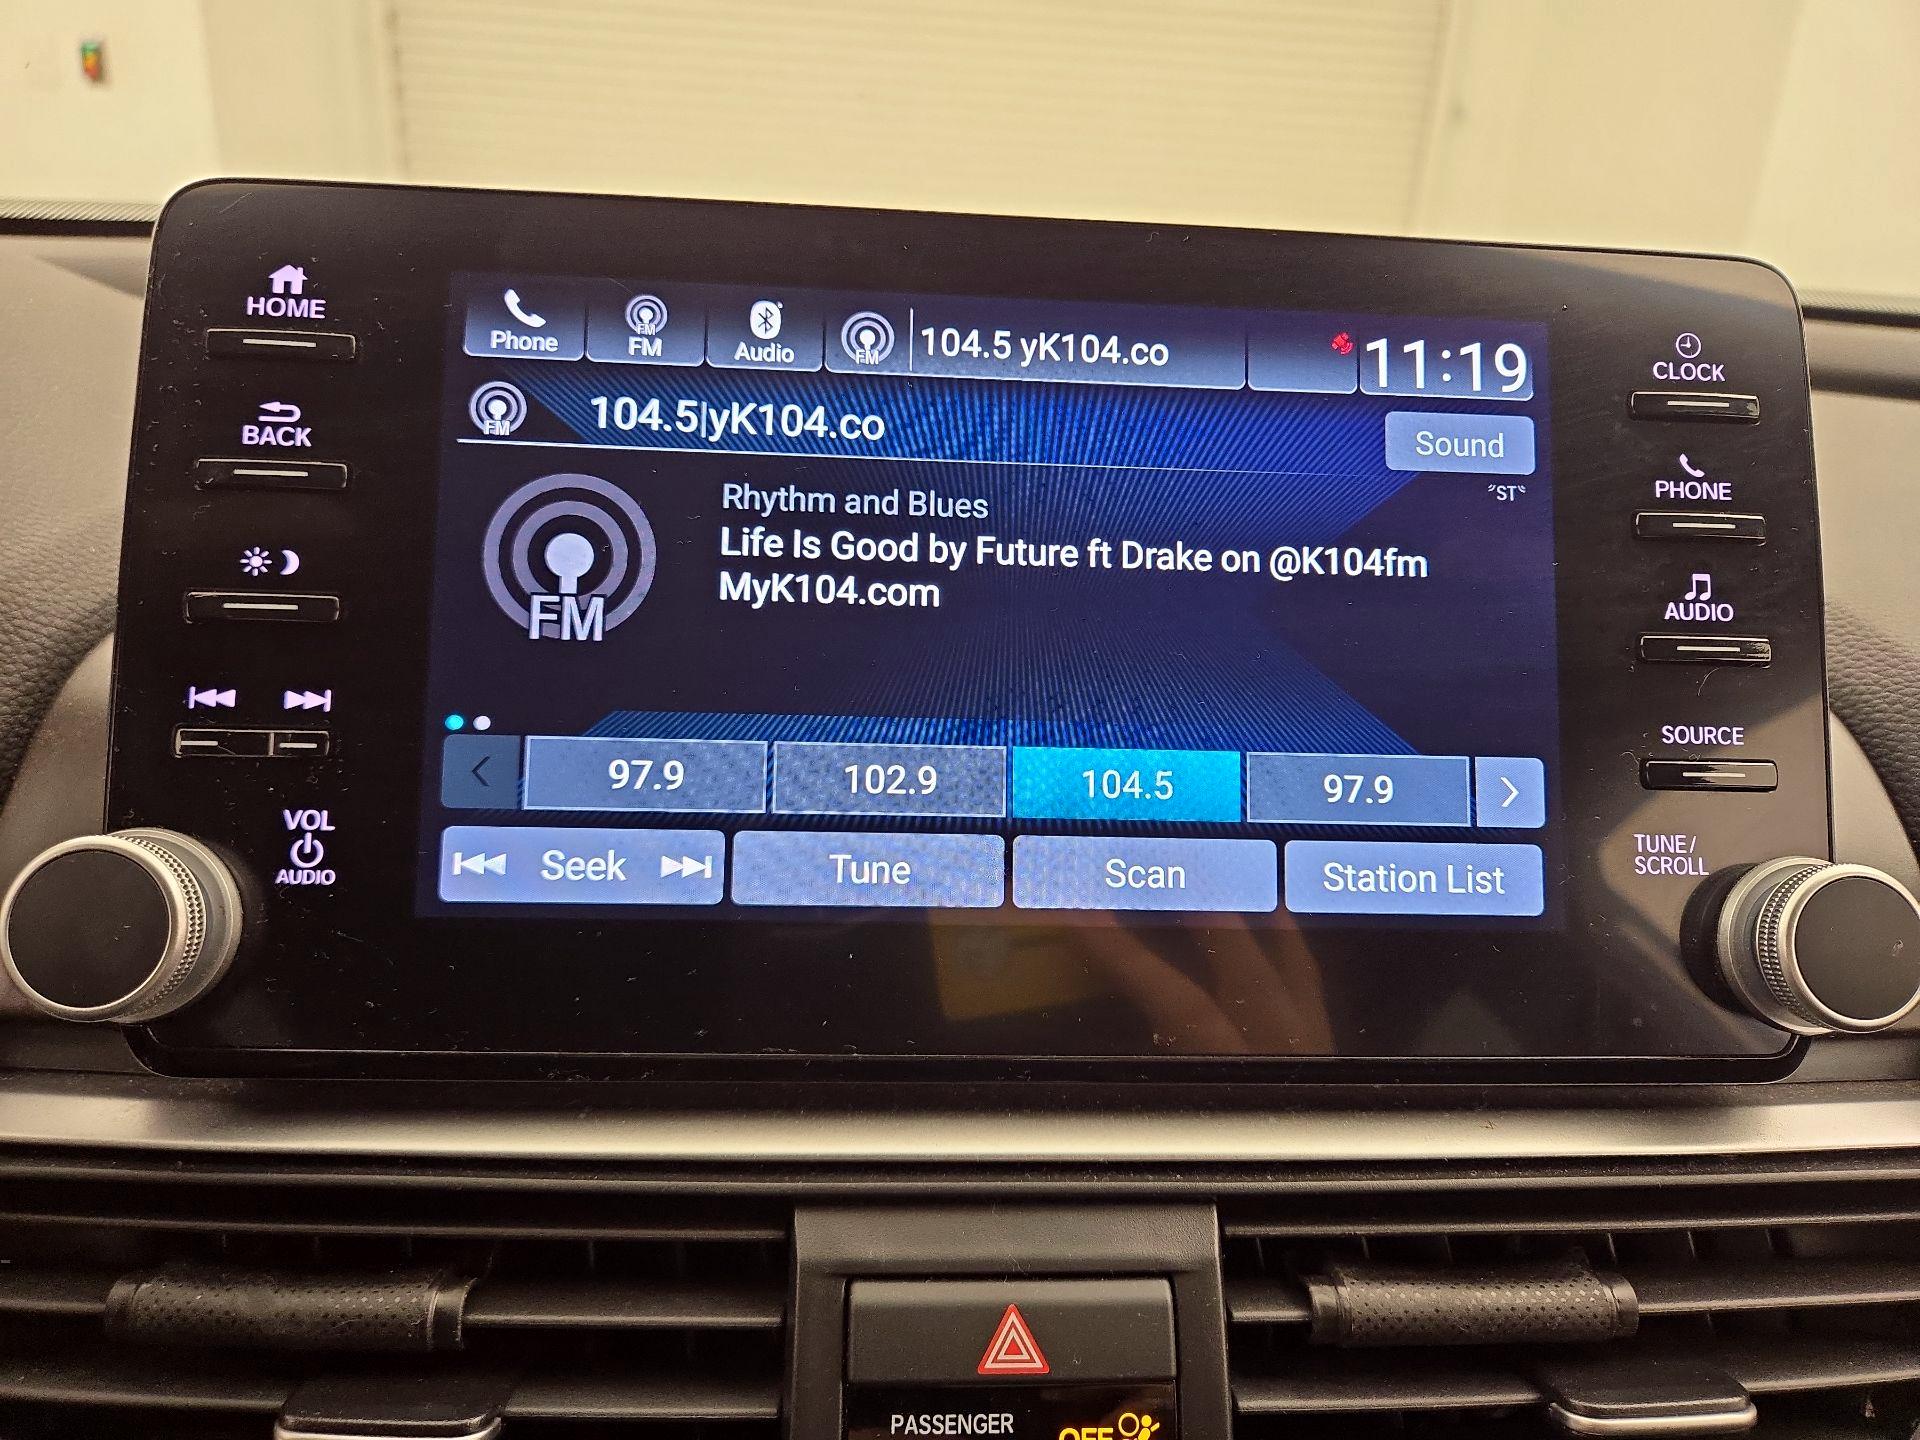 HOME
BACK
VOL
AUDIO
Phone
FM
FM
Audio
FM
104.5 yK104.co
11:19
FM
104.5|yK104.co
Sound
"ST"
FM
Rhythm and Blues
Life Is Good by Future ft Drake on @K104fm
MyK104.com
97.9
102.9
104.5
97.9
Seek
Tune
Scan
Station List
CLOCK
PHONE
AUDIO
SOURCE
TUNE/
SCROLL
PASSENGER
OFF